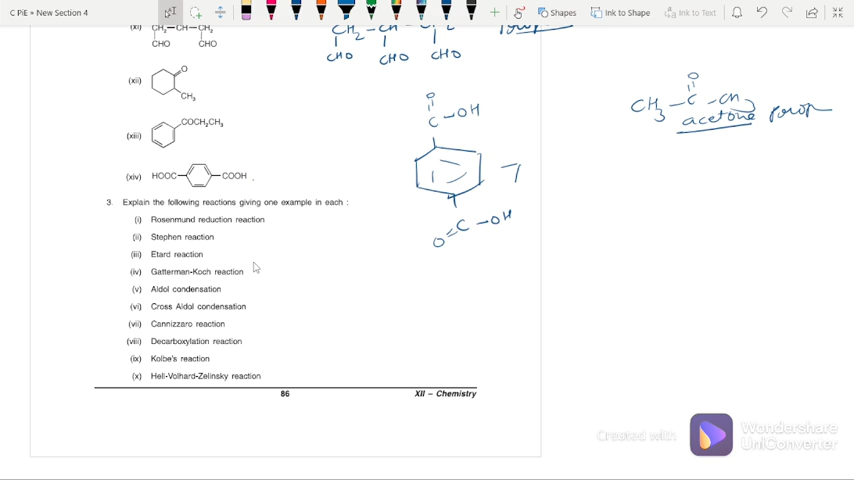 C PiE » New Section 4
Shapes
Ink to Shape
Ink to Text
(xi) CH₂—CH—CH₂
CHO CHO
CH₂ — CH —
CHO CHO CHO
(xii)
O
CH₃
(xiii)
COCH₂CH₃
(xiv) HOOC— —COOH .
O
C — OH
O = C — OH
O
CH₃ — C — CH₃
acetone
3. Explain the following reactions giving one example in each :
(i) Rosenmund reduction reaction
(ii) Stephen reaction
(iii) Etard reaction
(iv) Gatterman-Koch reaction
(v) Aldol condensation
(vi) Cross Aldol condensation
(vii) Cannizzaro reaction
(viii) Decarboxylation reaction
(ix) Kolbe's reaction
(x) Hell-Volhard-Zelinsky reaction
86 XII – Chemistry
Created with
Wondershare
UniConverter